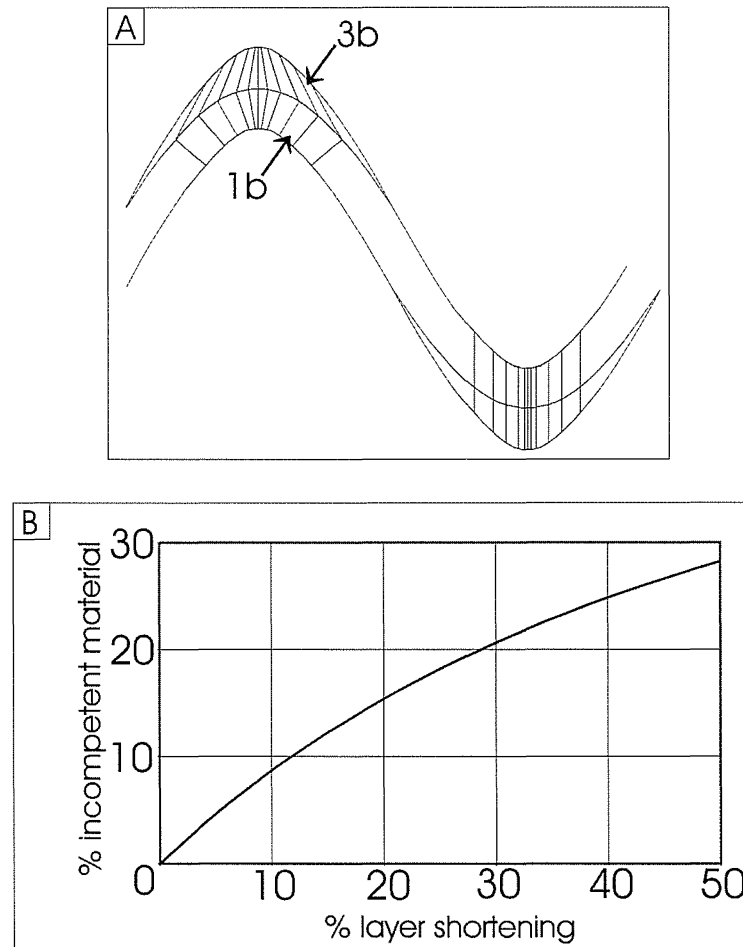 A
3b
1b
B
% incompetent material
30
20
10
0
0 10 20 30 40 50
% layer shortening